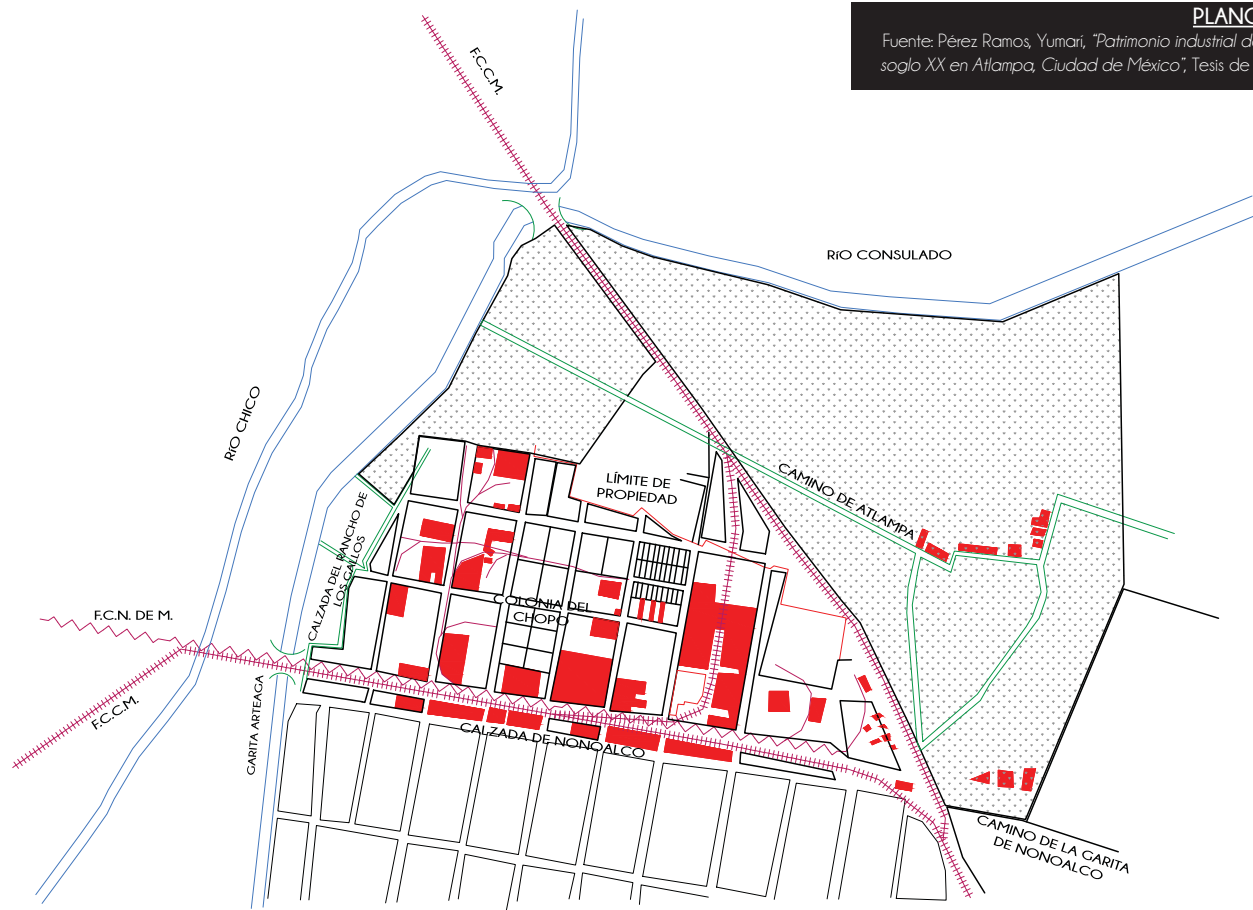 PLANO
Fuente: Pérez Ramos, Yumari, "Patrimonio industrial de
soglo XX en Atlampa, Ciudad de México", Tesis de
F.C.C.M.
RíO CONSULADO
RíO CHICO
LÍMITE DE
PROPIEDAD
CAMINO DE ATLAMPA
CALZADA DEL RANCHO DE
LOS GALLOS
COLONIA DEL
CHOPO
F.C.N. DE M.
F.C.C.M.
GARITA ARTEAGA
CALZADA DE NONOALCO
CAMINO DE LA GARITA
DE NONOALCO